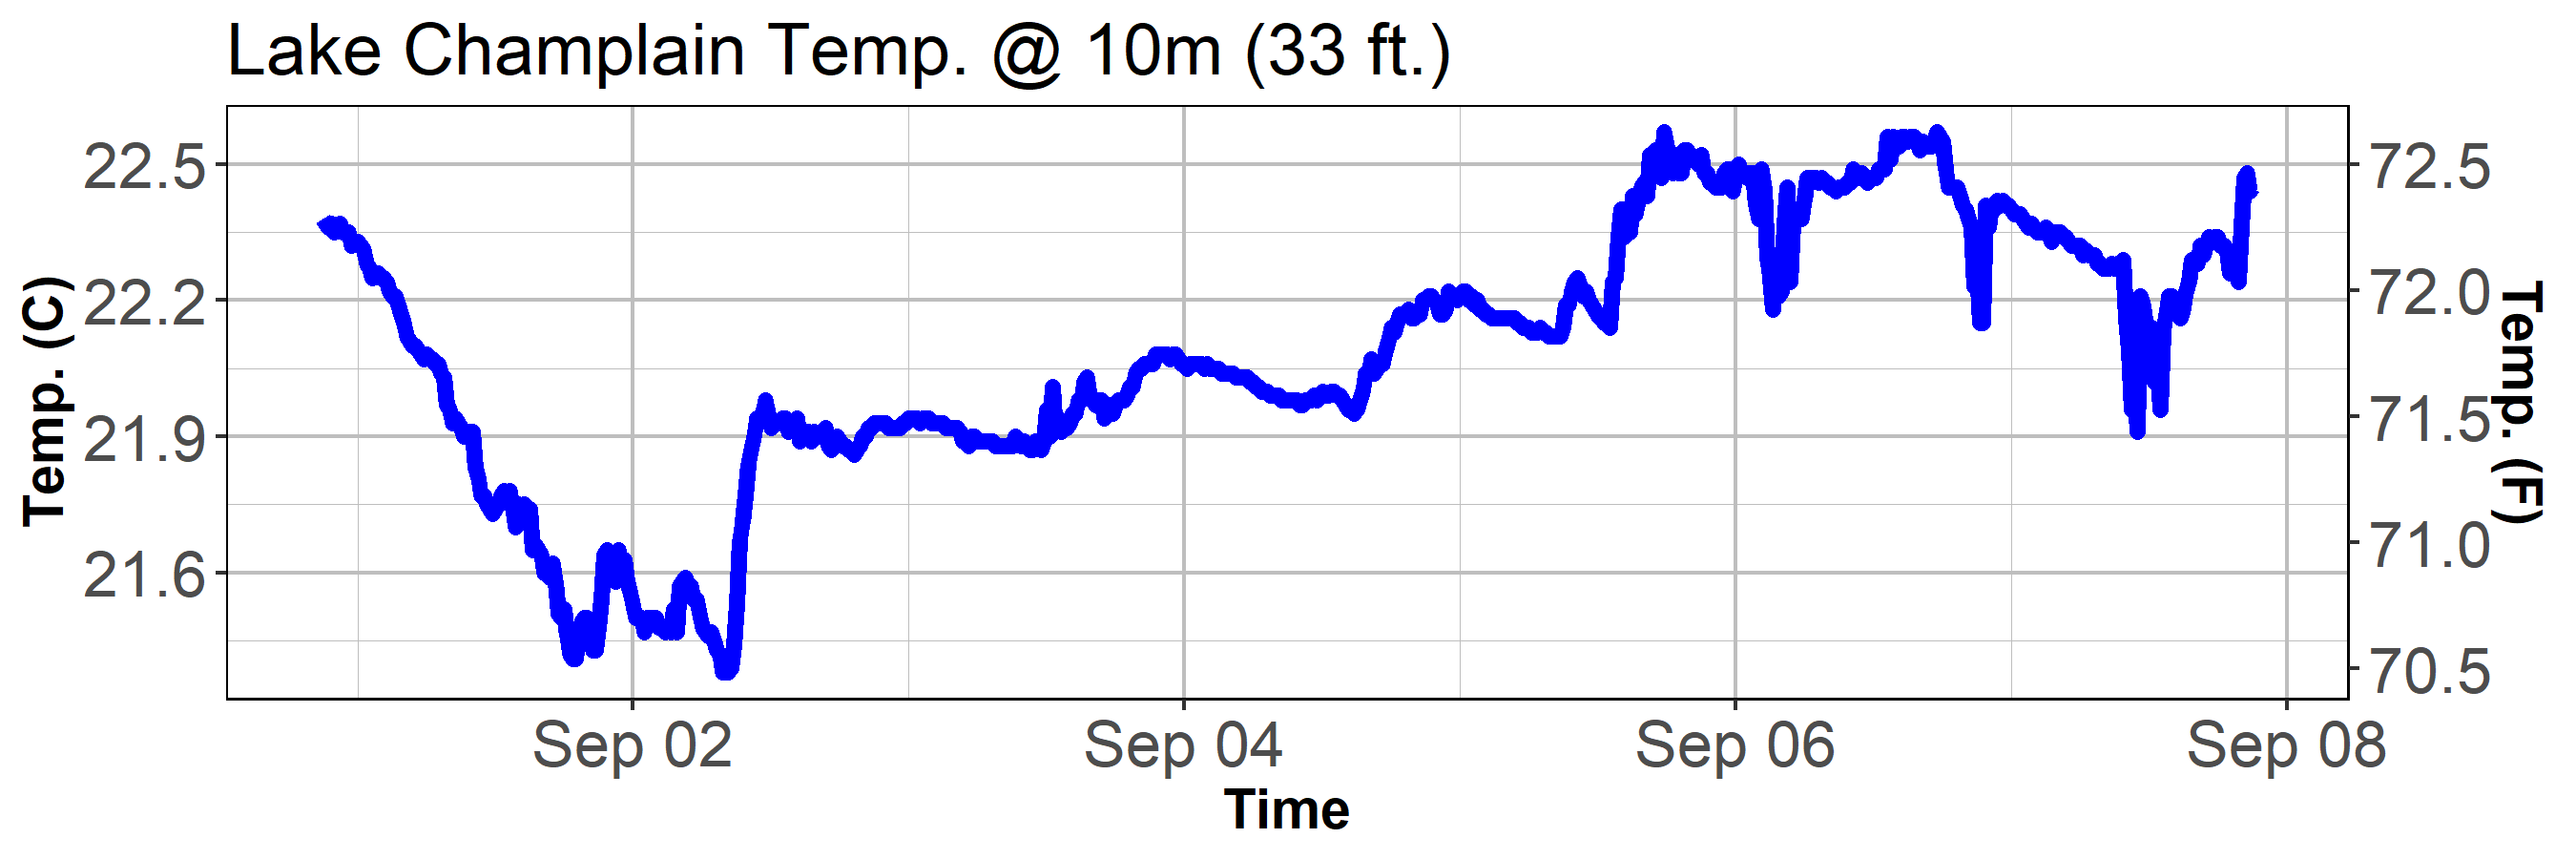 Lake Champlain Temp. @ 10m (33 ft.)
Temp. (C)
22.5
22.2
21.9
21.6
72.5
72.0
71.5
71.0
70.5
Temp. (F)
Sep 02
Sep 04
Sep 06
Sep 08
Time